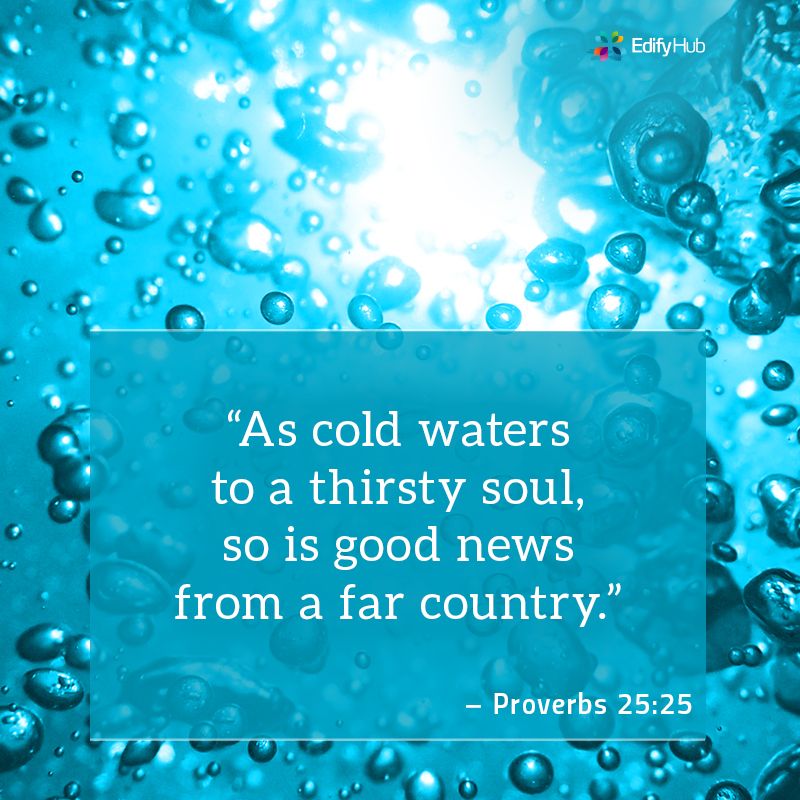 EdifyHub
“As cold waters
to a thirsty soul,
so is good news
from a far country.”
– Proverbs 25:25